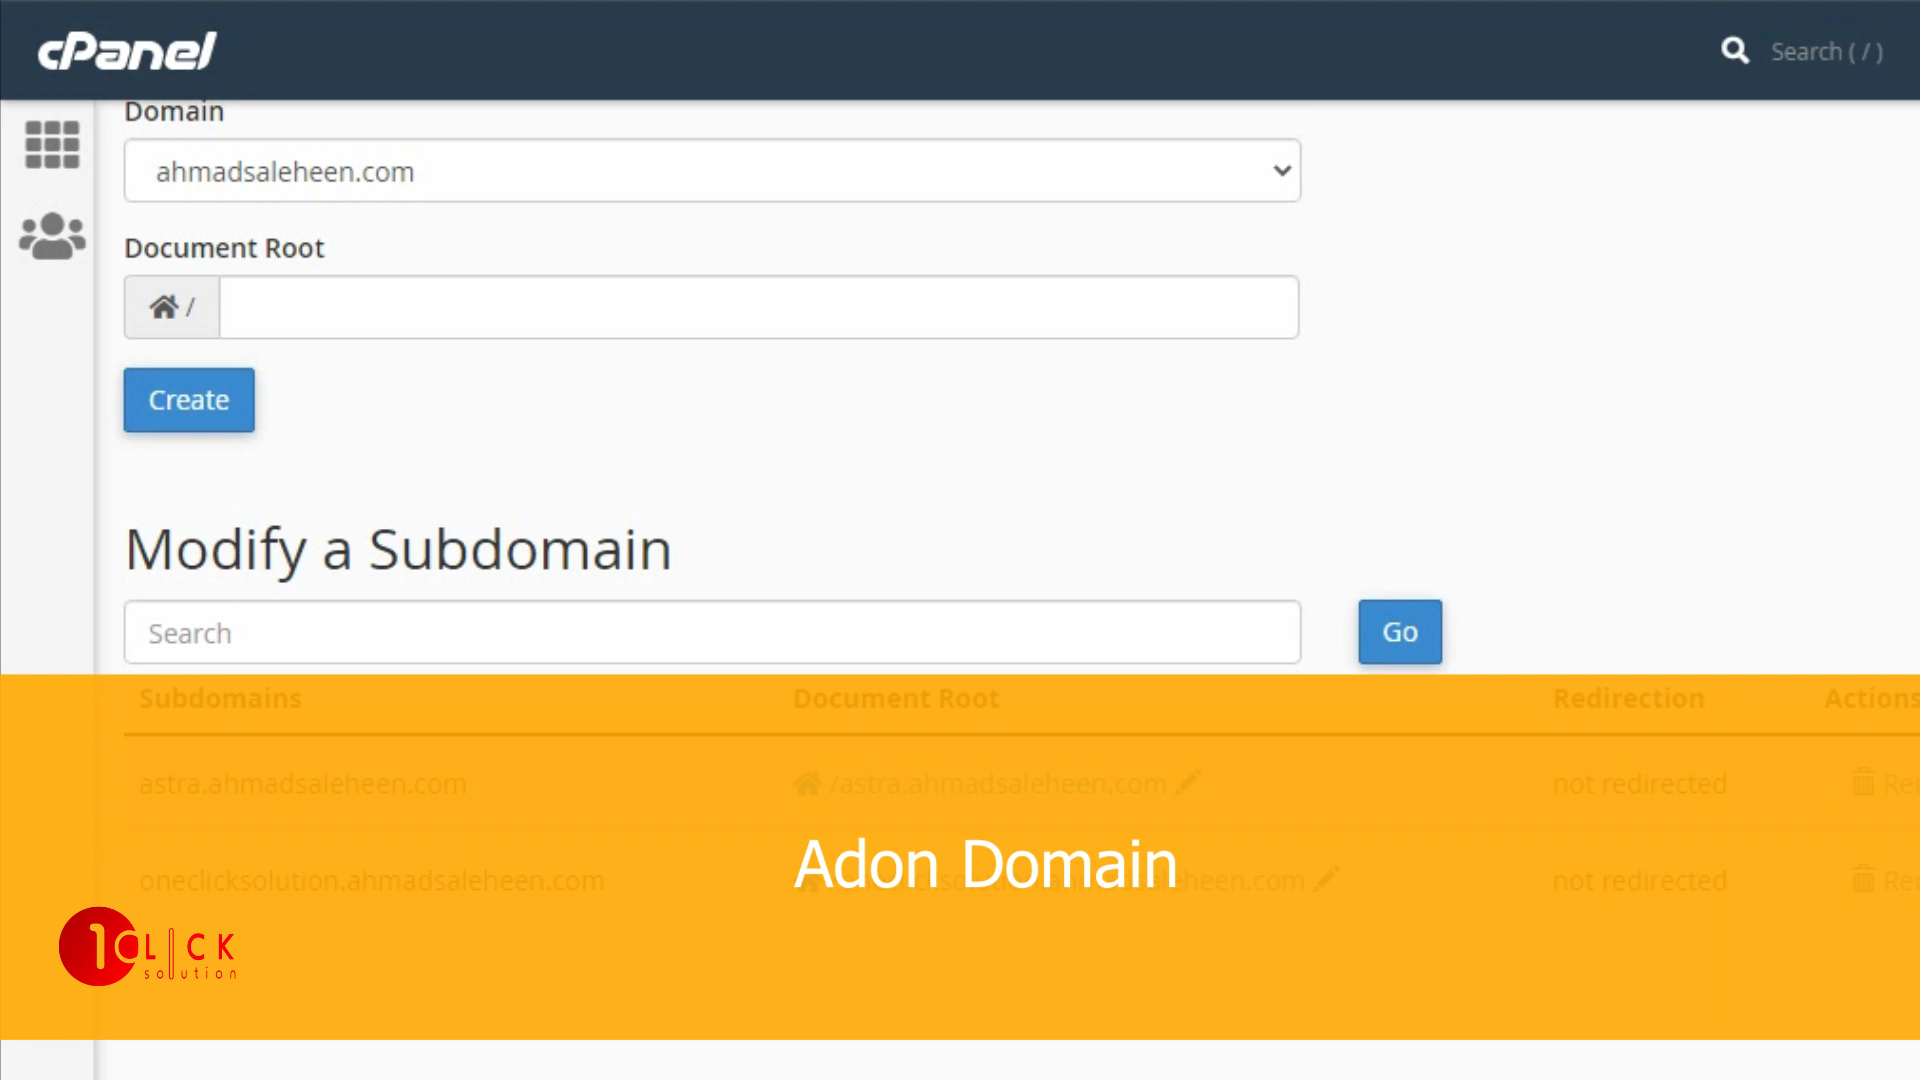 cPanel
Search ( / )
Domain
ahmadsaleheen.com
Document Root
/
Create
Modify a Subdomain
Search
Go
Subdomains Document Root Redirection Actions
astra.ahmadsaleheen.com /astra.ahmadsaleheen.com not redirected
Adon Domain
oneclicksolution.ahmadsaleheen.com not redirected
1CLICK
solution